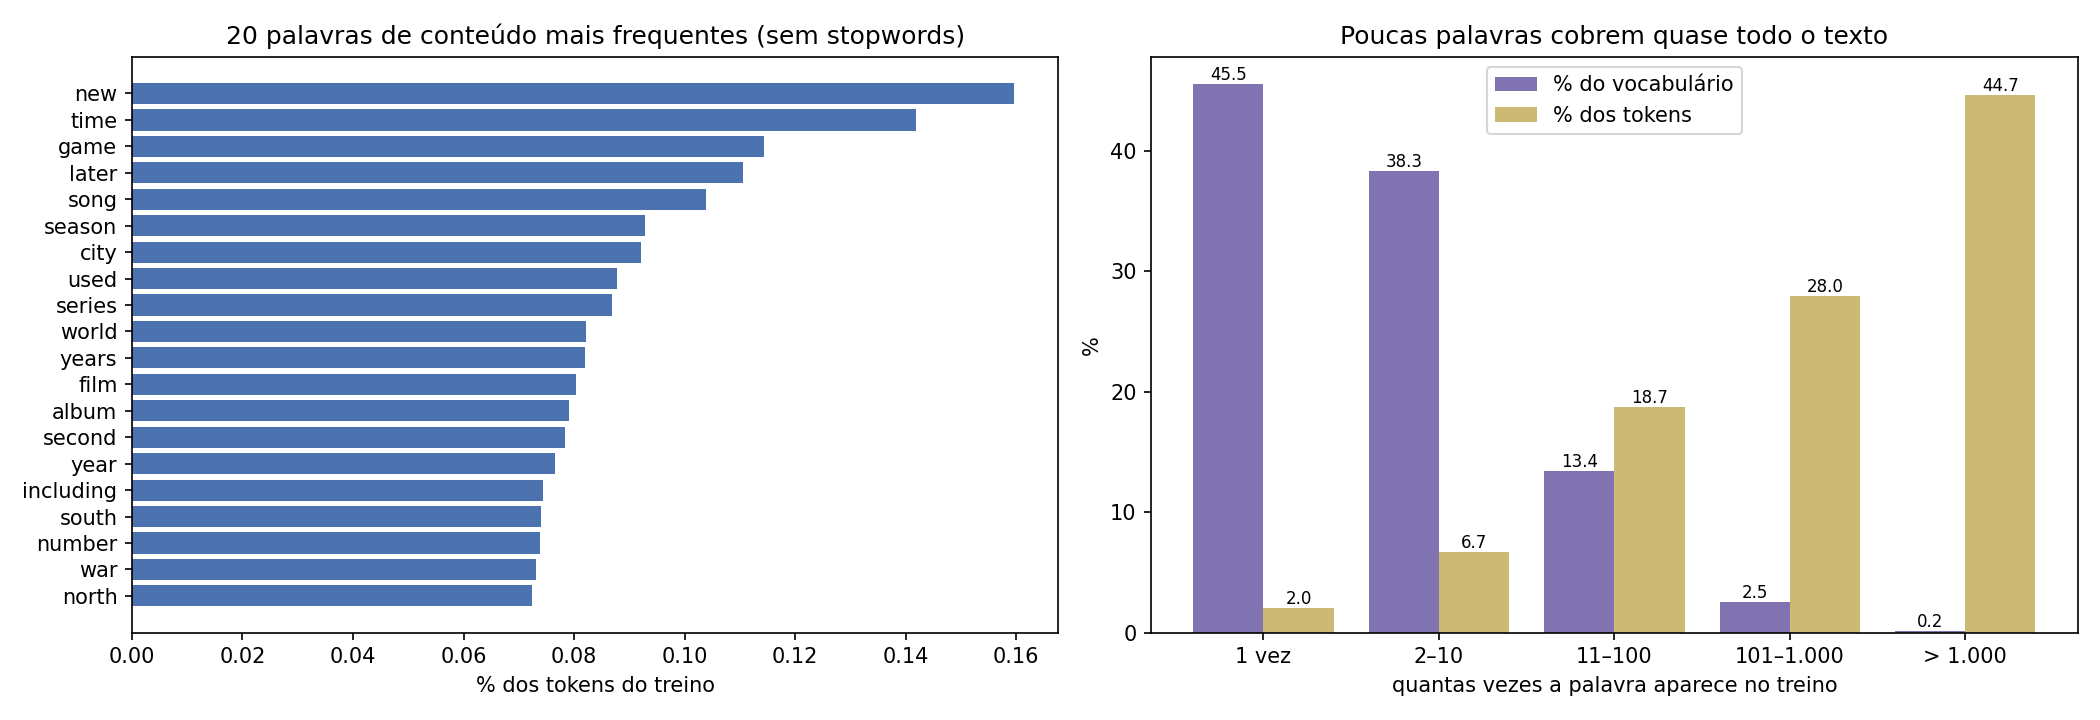 20 palavras de conteúdo mais frequentes (sem stopwords)
new
time
game
later
song
season
city
used
series
world
years
film
album
second
year
including
south
number
war
north
0.00 0.02 0.04 0.06 0.08 0.10 0.12 0.14 0.16
% dos tokens do treino
Poucas palavras cobrem quase todo o texto
% do vocabulário
% dos tokens
45.5 2.0 38.3 6.7 13.4 18.7 2.5 28.0 0.2 44.7
%
40
30
20
10
0
1 vez 2–10 11–100 101–1.000 > 1.000
quantas vezes a palavra aparece no treino